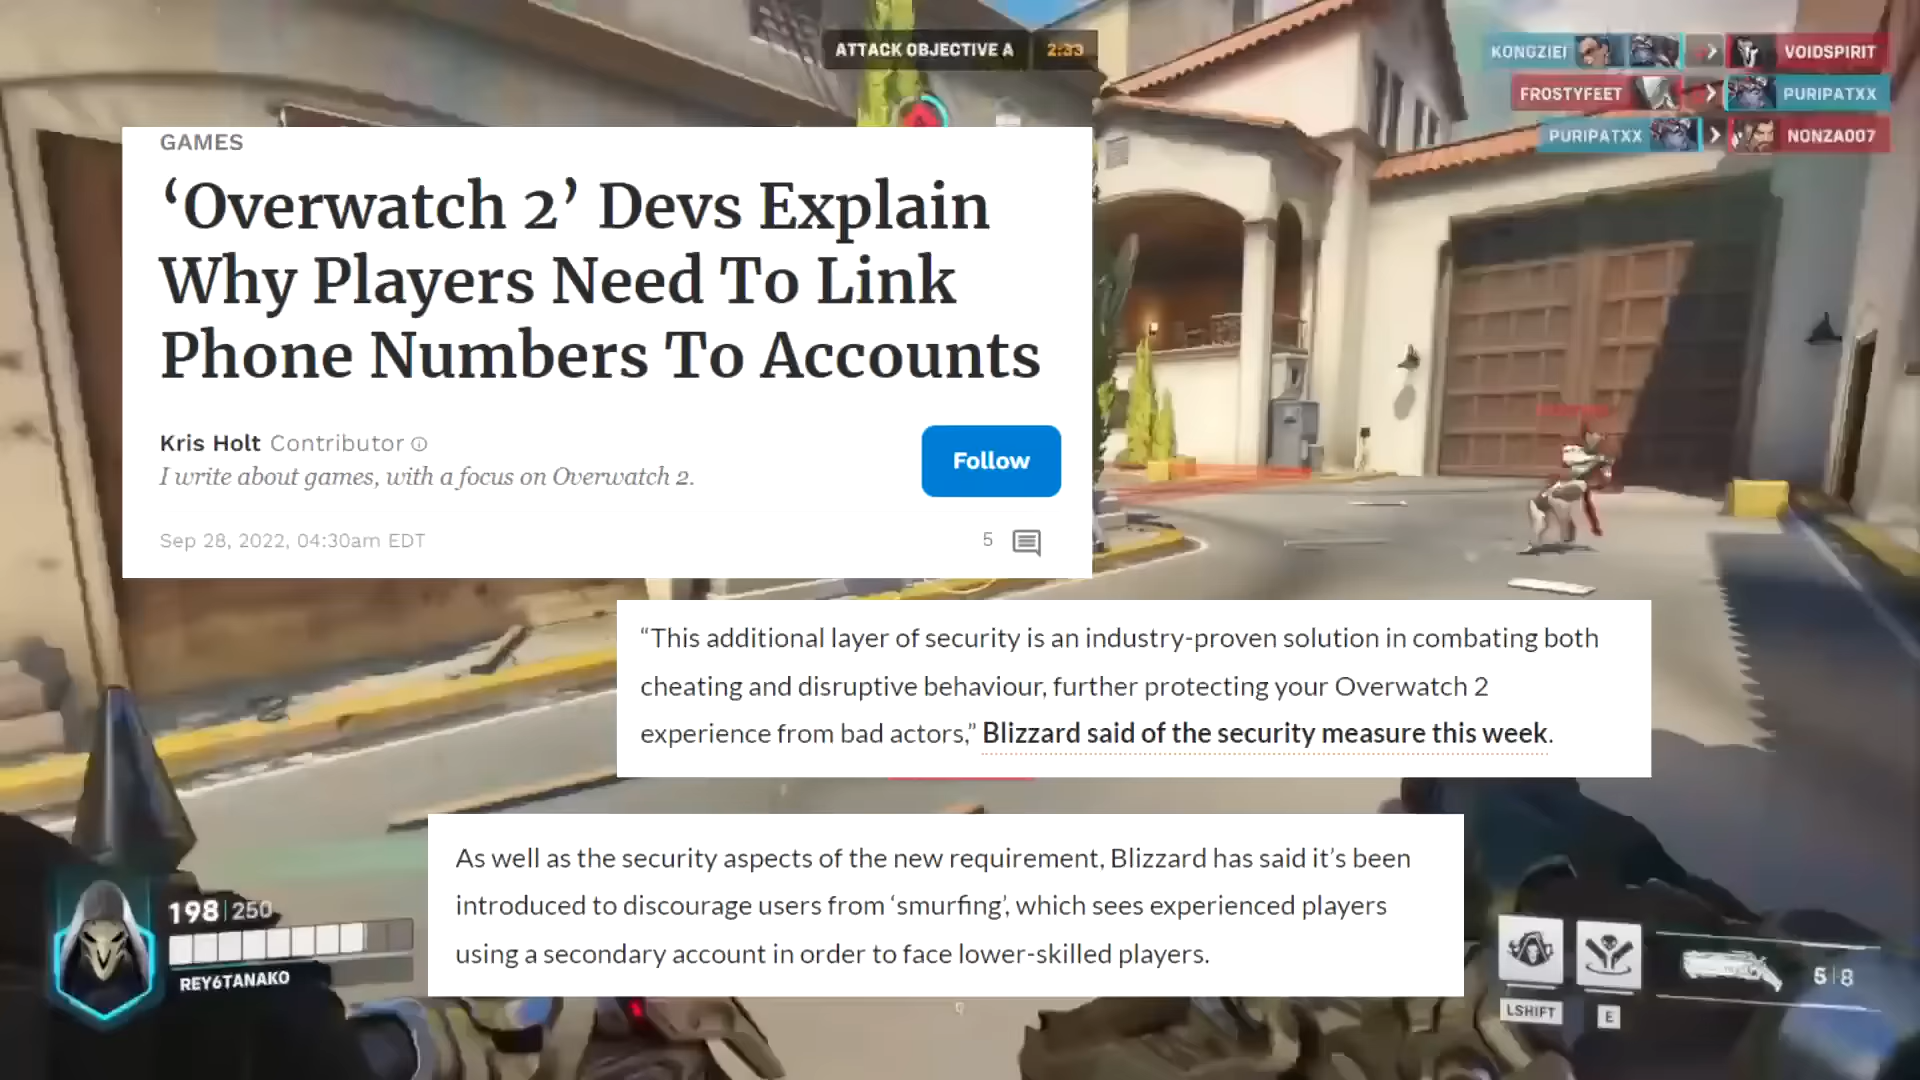 ATTACK OBJECTIVE A 2:33
KONGZIEI VOIDSPIRIT
FROSTYFEET PURIPATXX
PURIPATXX NONZA007
GAMES
‘Overwatch 2’ Devs Explain
Why Players Need To Link
Phone Numbers To Accounts
Kris Holt Contributor
I write about games, with a focus on Overwatch 2.
Follow
Sep 28, 2022, 04:30am EDT
5
“This additional layer of security is an industry-proven solution in combating both
cheating and disruptive behaviour, further protecting your Overwatch 2
experience from bad actors,” Blizzard said of the security measure this week.
As well as the security aspects of the new requirement, Blizzard has said it’s been
introduced to discourage users from ‘smurfing’, which sees experienced players
using a secondary account in order to face lower-skilled players.
198 | 250
REY6TANAKO
5 | 8
LSHIFT
E